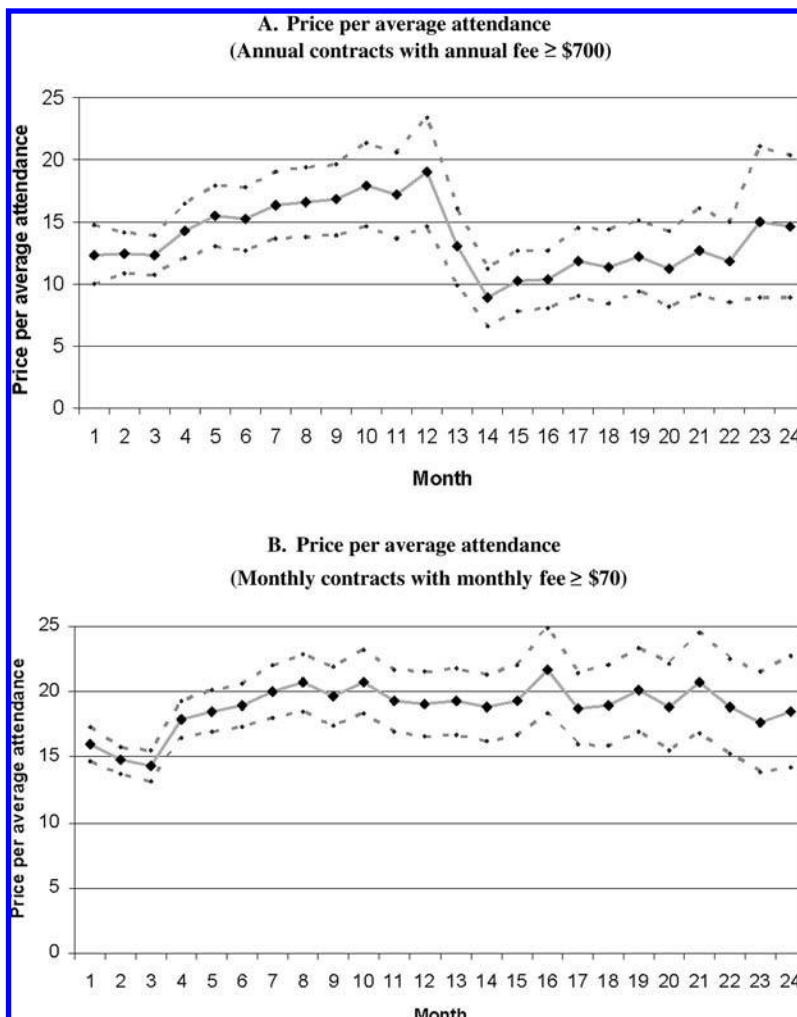 A. Price per average attendance
(Annual contracts with annual fee ≥ $700)
Price per average attendance
25
20
15
10
5
0
1 2 3 4 5 6 7 8 9 10 11 12 13 14 15 16 17 18 19 20 21 22 23 24
Month
B. Price per average attendance
(Monthly contracts with monthly fee ≥ $70)
Price per average attendance
25
20
15
10
5
0
1 2 3 4 5 6 7 8 9 10 11 12 13 14 15 16 17 18 19 20 21 22 23 24
Month